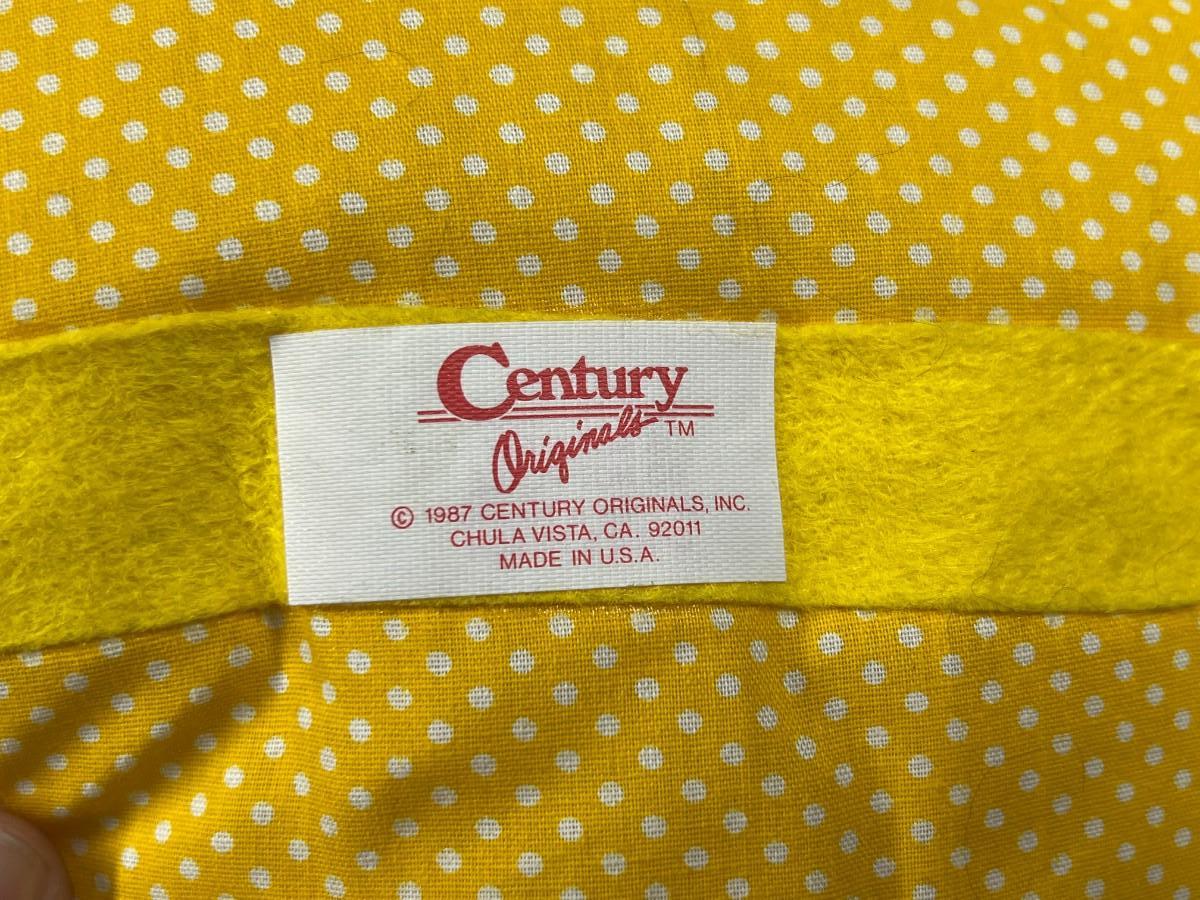 Century
Originals TM
© 1987 CENTURY ORIGINALS, INC.
CHULA VISTA, CA. 92011
MADE IN U.S.A.